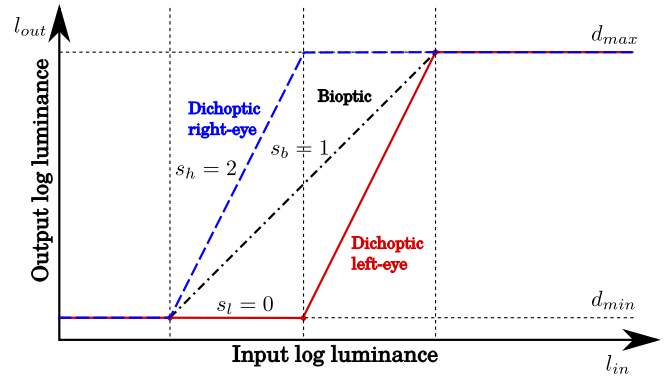 l_out
d_max
Output log luminance
Dichoptic
right-eye
Bioptic
s_h = 2
s_b = 1
Dichoptic
left-eye
s_l = 0
d_min
Input log luminance
l_in